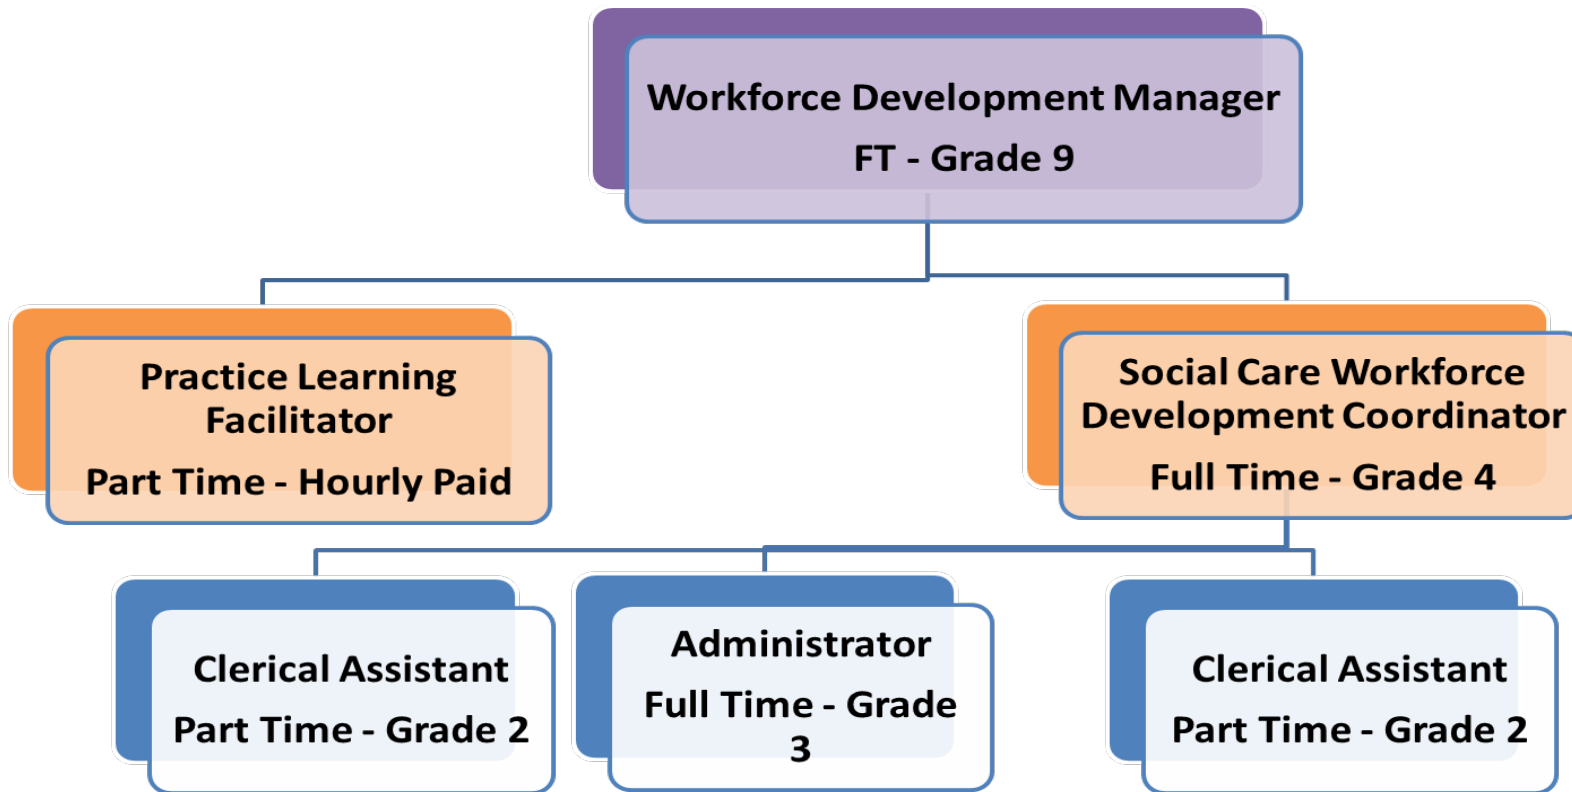 Workforce Development Manager
FT - Grade 9
Practice Learning
Facilitator
Part Time - Hourly Paid
Social Care Workforce
Development Coordinator
Full Time - Grade 4
Clerical Assistant
Part Time - Grade 2
Administrator
Full Time - Grade
3
Clerical Assistant
Part Time - Grade 2